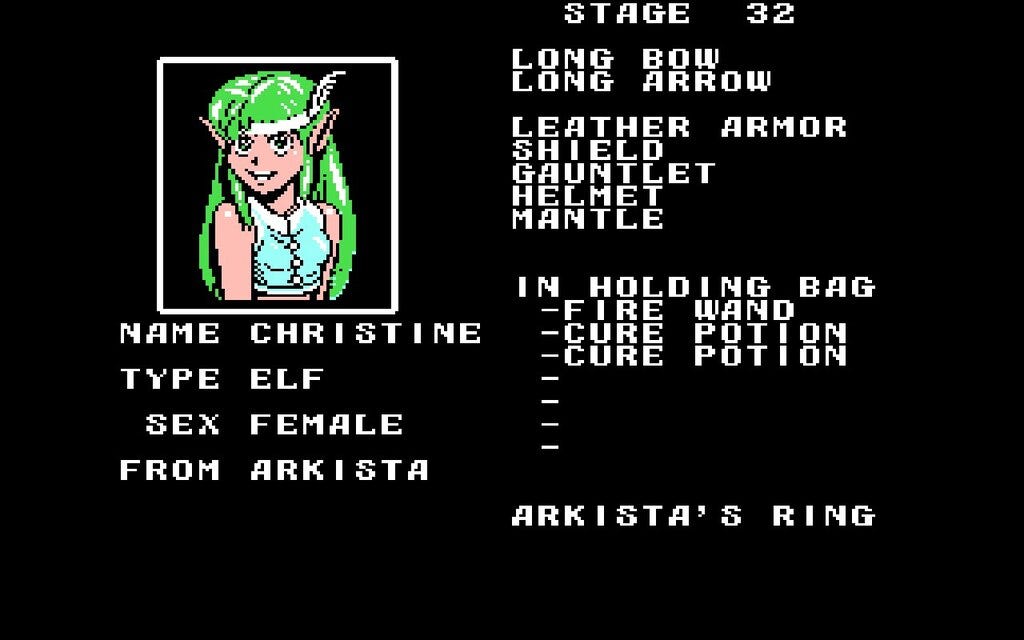 STAGE 32
LONG BOW
LONG ARROW
LEATHER ARMOR
SHIELD
GAUNTLET
HELMET
MANTLE
IN HOLDING BAG
-FIRE WAND
-CURE POTION
-CURE POTION
-
-
-
-
NAME CHRISTINE
TYPE ELF
SEX FEMALE
FROM ARKISTA
ARKISTA'S RING